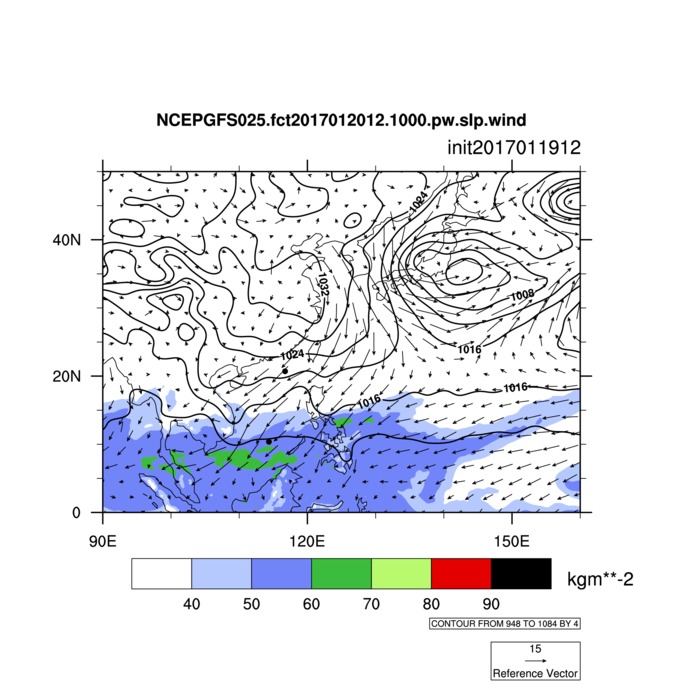 NCEPGFS025.fct2017012012.1000.pw.slp.wind
init2017011912
1024
40N
1032
1008
1016
1024
20N
1016
1016
0
90E 120E 150E
kgm**-2
40 50 60 70 80 90
CONTOUR FROM 948 TO 1084 BY 4
15
Reference Vector